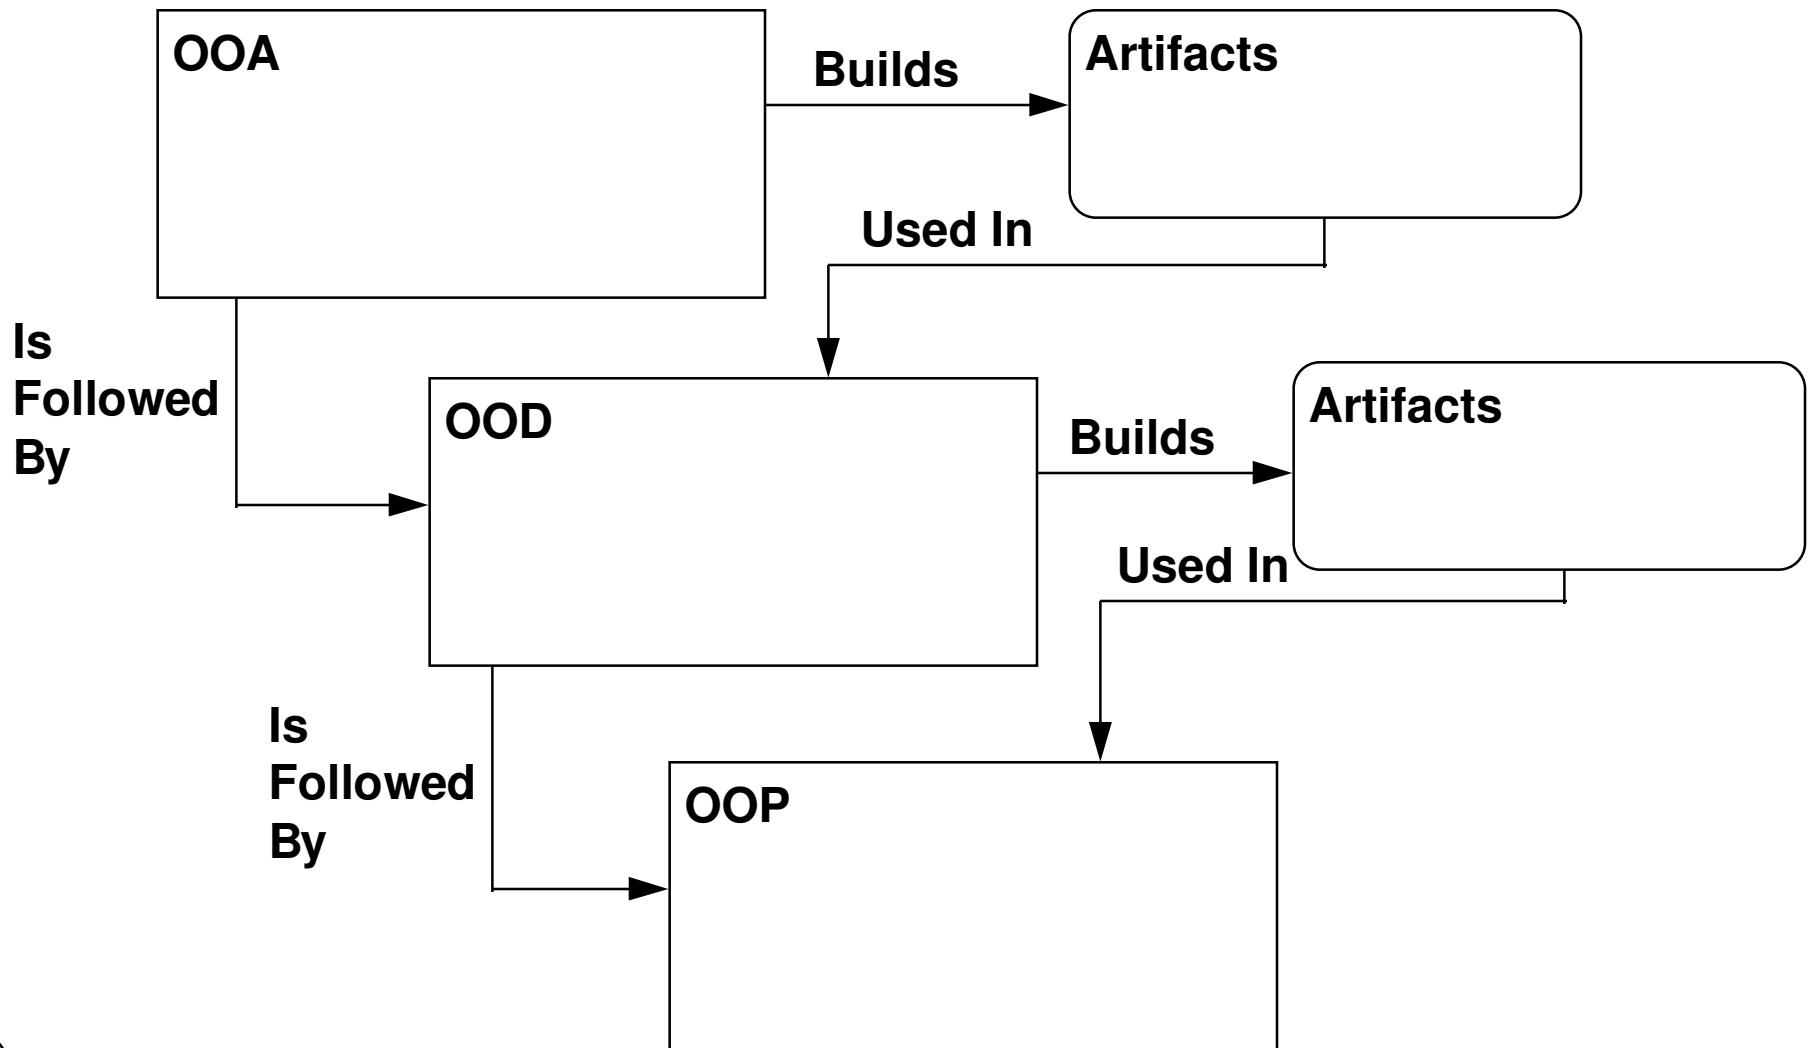 OOA
Builds
Artifacts
Used In
Is
Followed
By
OOD
Builds
Artifacts
Used In
Is
Followed
By
OOP